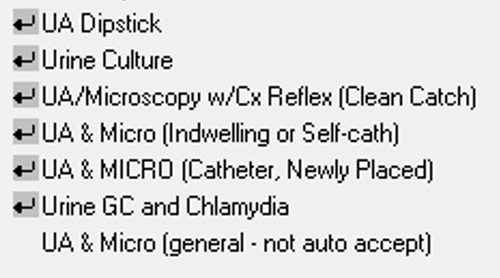 UA Dipstick
Urine Culture
UA/Microscopy w/Cx Reflex (Clean Catch)
UA & Micro (Indwelling or Self-cath)
UA & MICRO (Catheter, Newly Placed)
Urine GC and Chlamydia
UA & Micro (general - not auto accept)